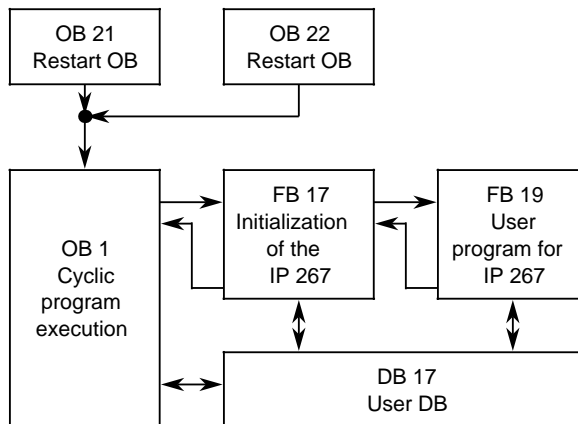 OB 21
Restart OB
OB 22
Restart OB
OB 1
Cyclic
program
execution
FB 17
Initialization
of the
IP 267
FB 19
User
program for
IP 267
DB 17
User DB